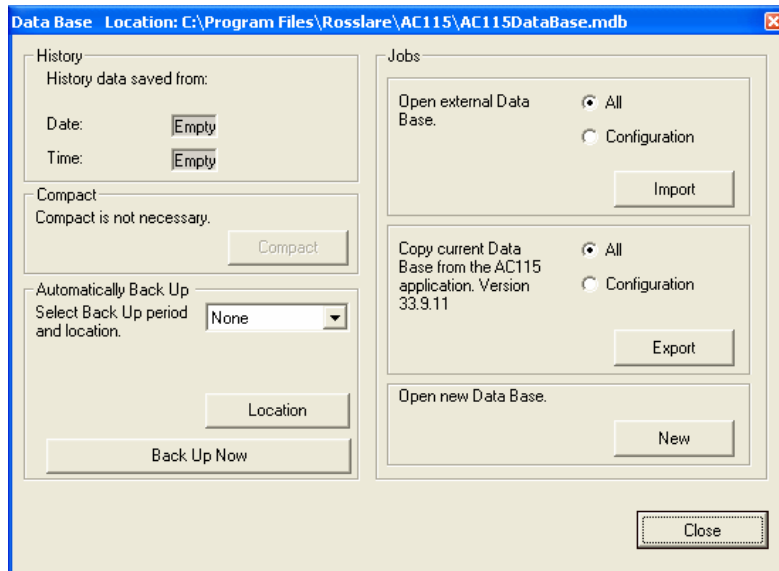 Data Base   Location: C:\Program Files\Rosslare\AC115\AC115DataBase.mdb
History
History data saved from:
Date: Empty
Time: Empty
Compact
Compact is not necessary.
Compact
Automatically Back Up
Select Back Up period
and location.
None
Location
Back Up Now
Jobs
Open external Data
Base.
All
Configuration
Import
Copy current Data
Base from the AC115
application. Version
33.9.11
All
Configuration
Export
Open new Data Base.
New
Close